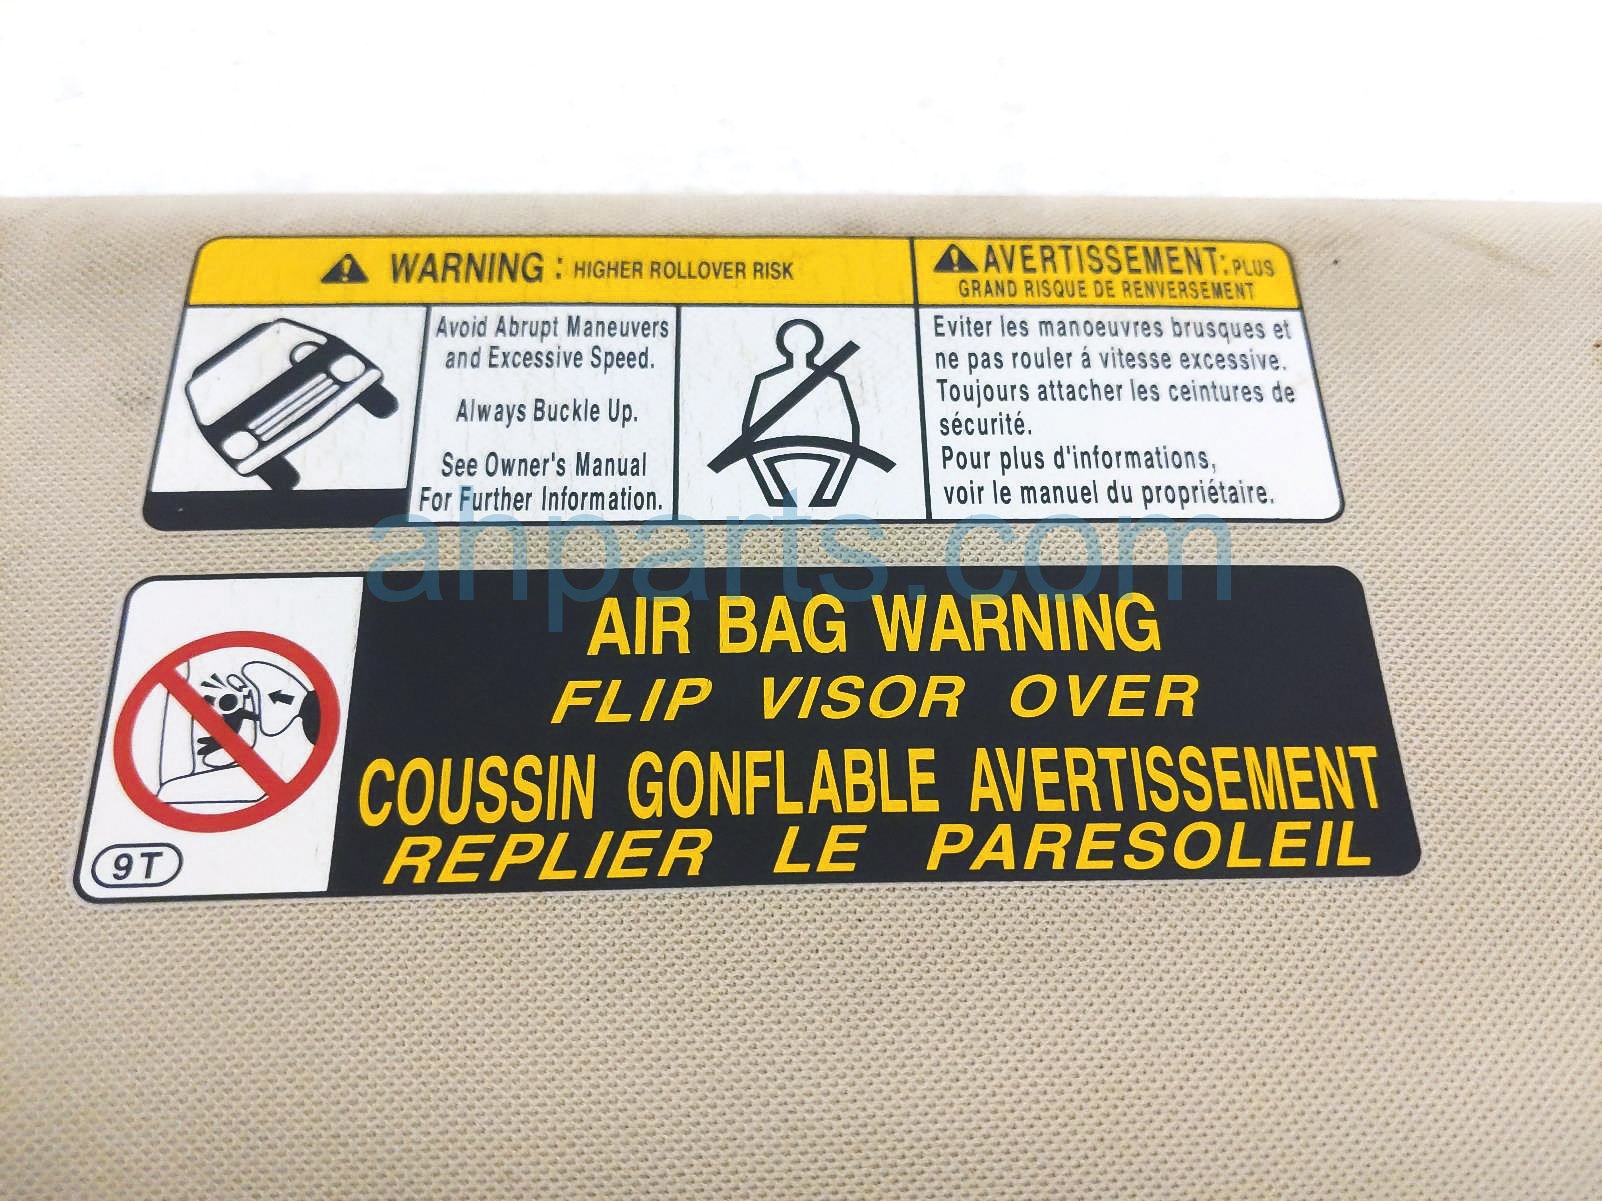 WARNING : HIGHER ROLLOVER RISK
Avoid Abrupt Maneuvers
and Excessive Speed.
Always Buckle Up.
See Owner's Manual
For Further Information.
AVERTISSEMENT: PLUS
GRAND RISQUE DE RENVERSEMENT
Eviter les manoeuvres brusques et
ne pas rouler á vitesse excessive.
Toujours attacher les ceintures de
sécurité.
Pour plus d'informations,
voir le manuel du propriétaire.
ahparts.com
AIR BAG WARNING
FLIP VISOR OVER
COUSSIN GONFLABLE AVERTISSEMENT
REPLIER LE PARESOLEIL
9T